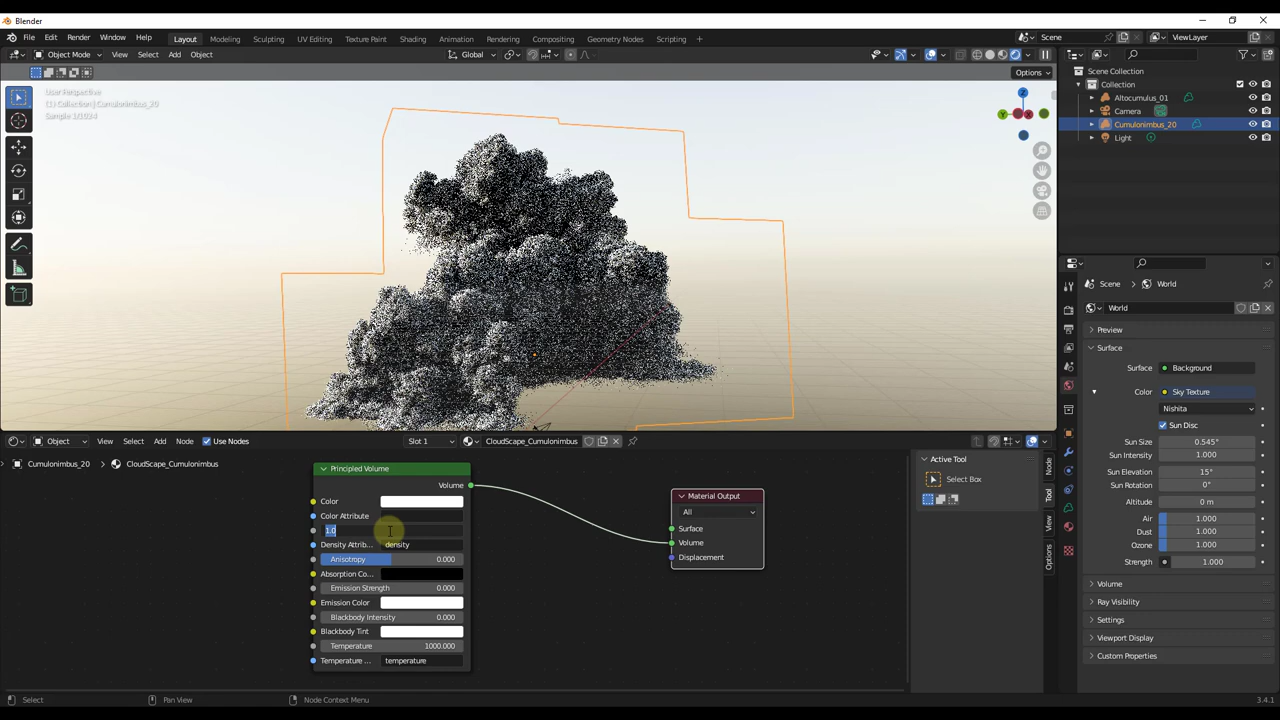 Blender
File Edit Render Window Help Layout Modeling Sculpting UV Editing Texture Paint Shading Animation Rendering Compositing Geometry Nodes Scripting Scene ViewLayer
Object Mode View Select Add Object Global
Options
User Perspective
(1) Collection | Cumulonimbus_20
Sample 1/1024
Z
Y
X
Scene Collection
Collection
Altocumulus_01
Camera
Cumulonimbus_20
Light
Scene World
World
Preview
Surface
Surface Background
Color Sky Texture
Nishita
Sun Disc
Sun Size 0.545°
Sun Intensity 1.000
Sun Elevation 15°
Sun Rotation 0°
Altitude 0 m
Air 1.000
Dust 1.000
Ozone 1.000
Strength 1.000
Volume
Ray Visibility
Settings
Viewport Display
Custom Properties
Object View Select Add Node Use Nodes Slot 1 CloudScape_Cumulonimbus
Cumulonimbus_20 CloudScape_Cumulonimbus
Principled Volume
Volume
Color
Color Attribute
1.0
Density Attrib... density
Anisotropy 0.000
Absorption Co...
Emission Strength 0.000
Emission Color
Blackbody Intensity 0.000
Blackbody Tint
Temperature 1000.000
Temperature ... temperature
Material Output
All
Surface
Volume
Displacement
Active Tool
Select Box
Node
Tool
View
Options
Select Pan View Node Context Menu 3.4.1